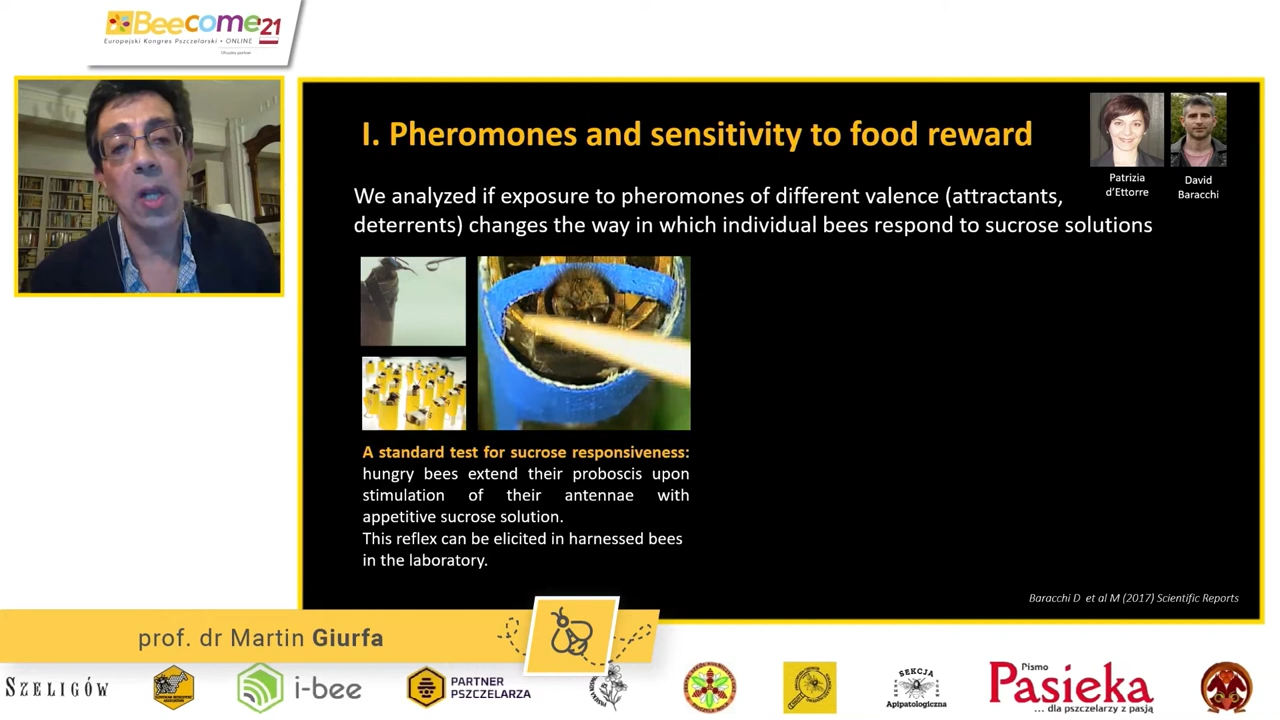 Beecome'21
Europejski Kongres Pszczelarski • ONLINE
I. Pheromones and sensitivity to food reward
Patrizia
d'Ettorre
David
Baracchi
We analyzed if exposure to pheromones of different valence (attractants,
deterrents) changes the way in which individual bees respond to sucrose solutions
A standard test for sucrose responsiveness:
hungry bees extend their proboscis upon
stimulation of their antennae with
appetitive sucrose solution.
This reflex can be elicited in harnessed bees
in the laboratory.
Baracchi D et al M (2017) Scientific Reports
prof. dr Martin Giurfa
SZELIGÓW
i-bee
PARTNER
PSZCZELARZA
SEKCJA
Apipatologiczna
Pismo
Pasieka
... dla pszczelarzy z pasją